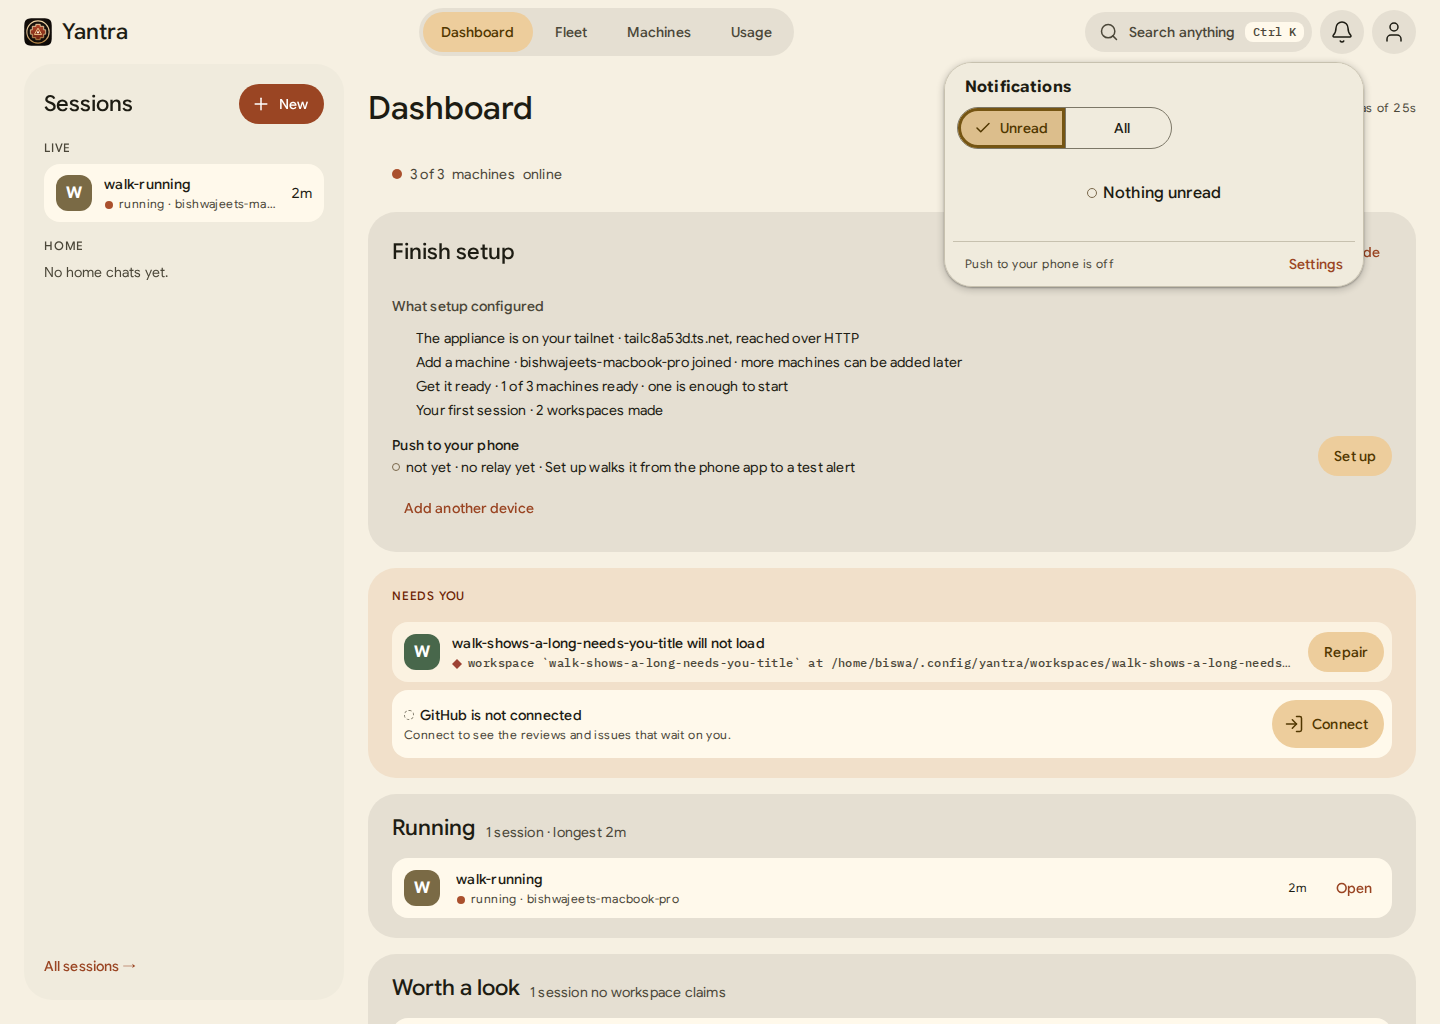 Yantra
Dashboard
Fleet
Machines
Usage
Search anything
Ctrl K
Sessions
New
LIVE
W
walk-running
running · bishwajeets-ma…
2m
HOME
No home chats yet.
All sessions →
Dashboard
as of 25s
3 of 3 machines online
Notifications
Unread
All
Nothing unread
Push to your phone is off
Settings
Finish setup
What setup configured
The appliance is on your tailnet · tailc8a53d.ts.net, reached over HTTP
Add a machine · bishwajeets-macbook-pro joined · more machines can be added later
Get it ready · 1 of 3 machines ready · one is enough to start
Your first session · 2 workspaces made
Push to your phone
not yet · no relay yet · Set up walks it from the phone app to a test alert
Set up
Add another device
NEEDS YOU
W
walk-shows-a-long-needs-you-title will not load
workspace `walk-shows-a-long-needs-you-title` at /home/biswa/.config/yantra/workspaces/walk-shows-a-long-needs…
Repair
GitHub is not connected
Connect to see the reviews and issues that wait on you.
Connect
Running
1 session · longest 2m
W
walk-running
running · bishwajeets-macbook-pro
2m
Open
Worth a look
1 session no workspace claims